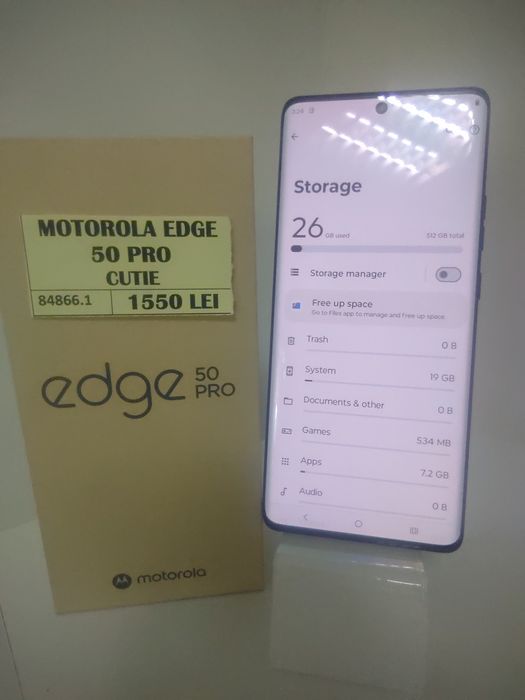 MOTOROLA EDGE
50 PRO
CUTIE
84866.1 1550 LEI
edge 50 PRO
motorola
Storage
26 GB used 512 GB total
Storage manager
Free up space
Go to Files app to manage and free up space
Trash 0 B
System 19 GB
Documents & other 0 B
Games 534 MB
Apps 7.2 GB
Audio 0 B